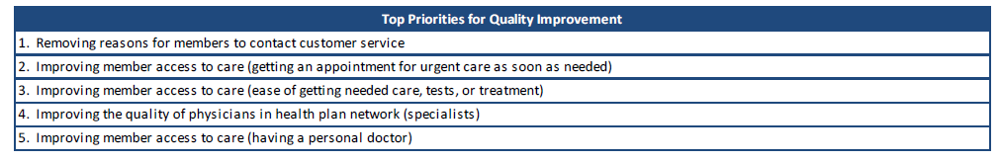 Top Priorities for Quality Improvement
1. Removing reasons for members to contact customer service
2. Improving member access to care (getting an appointment for urgent care as soon as needed)
3. Improving member access to care (ease of getting needed care, tests, or treatment)
4. Improving the quality of physicians in health plan network (specialists)
5. Improving member access to care (having a personal doctor)